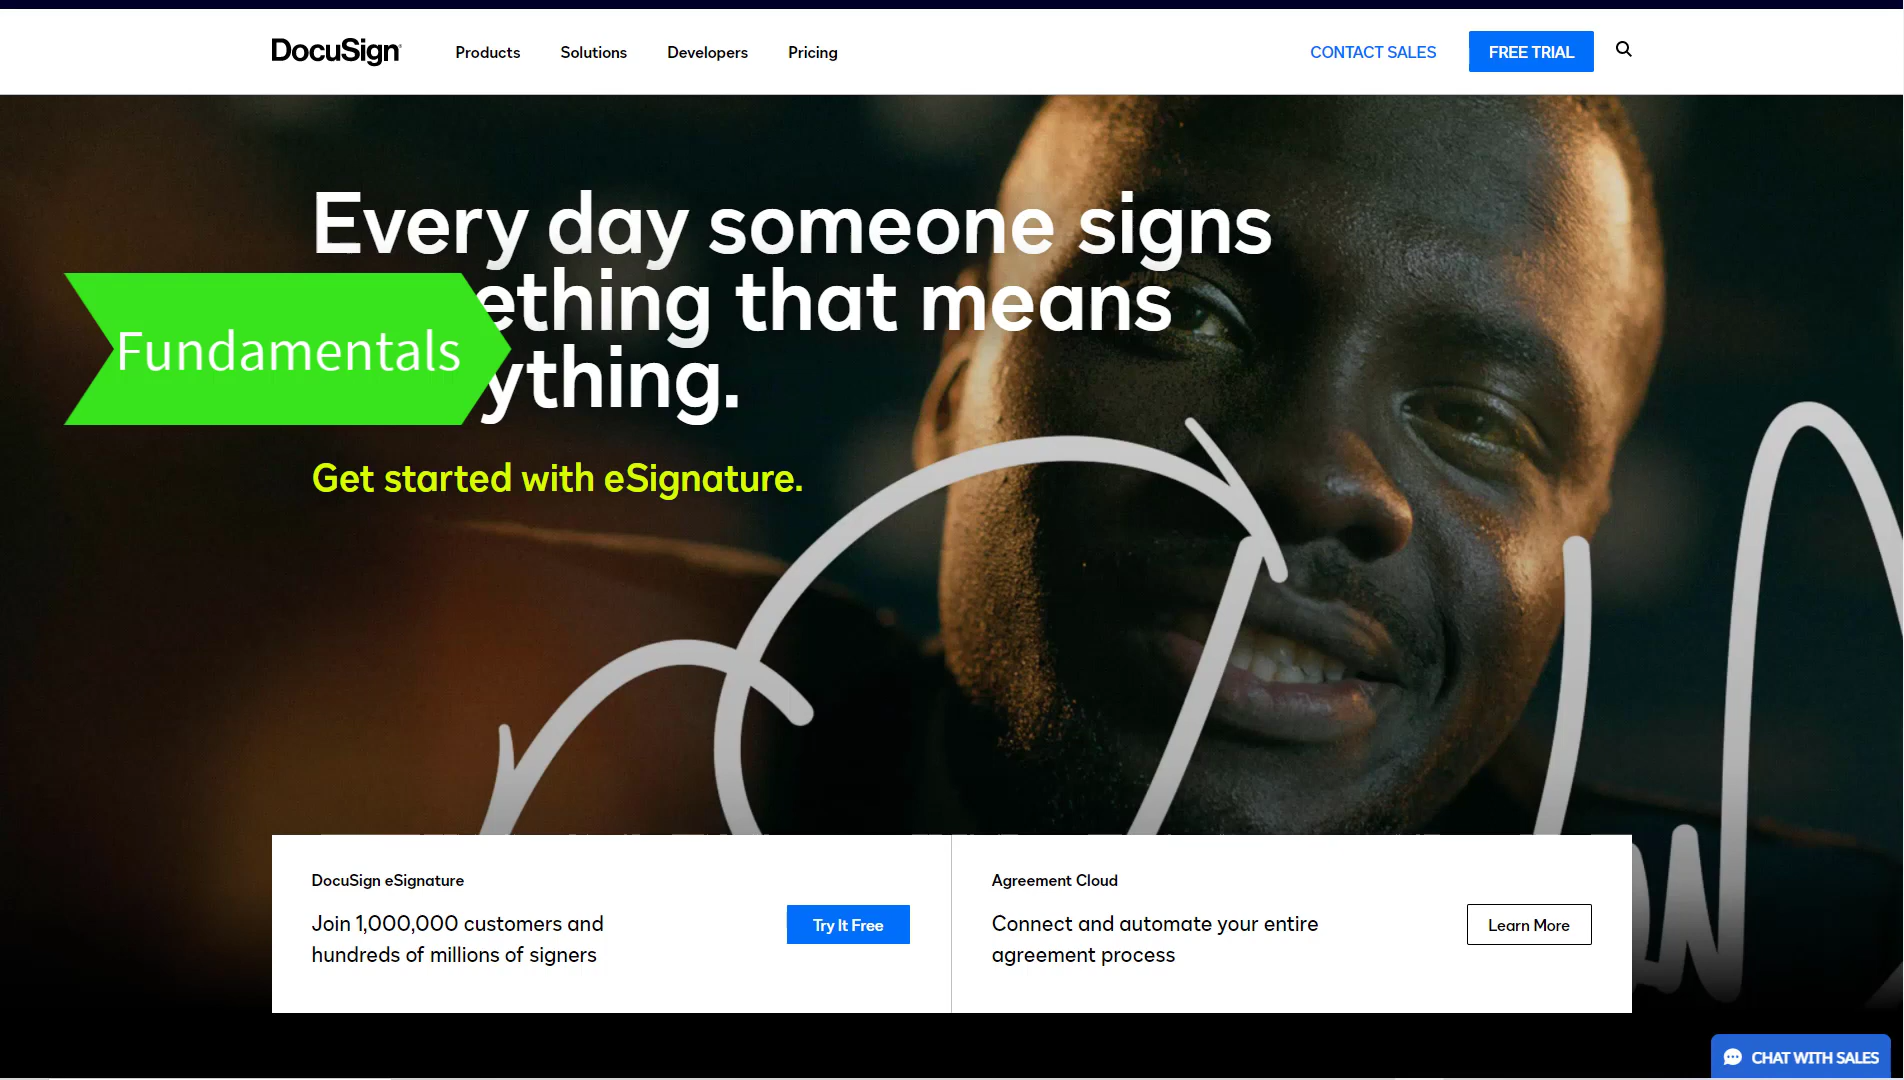 DocuSign
Products
Solutions
Developers
Pricing
CONTACT SALES
FREE TRIAL
Every day someone signs
ething that means
ything.
Fundamentals
Get started with eSignature.
DocuSign eSignature
Join 1,000,000 customers and
hundreds of millions of signers
Try It Free
Agreement Cloud
Connect and automate your entire
agreement process
Learn More
CHAT WITH SALES